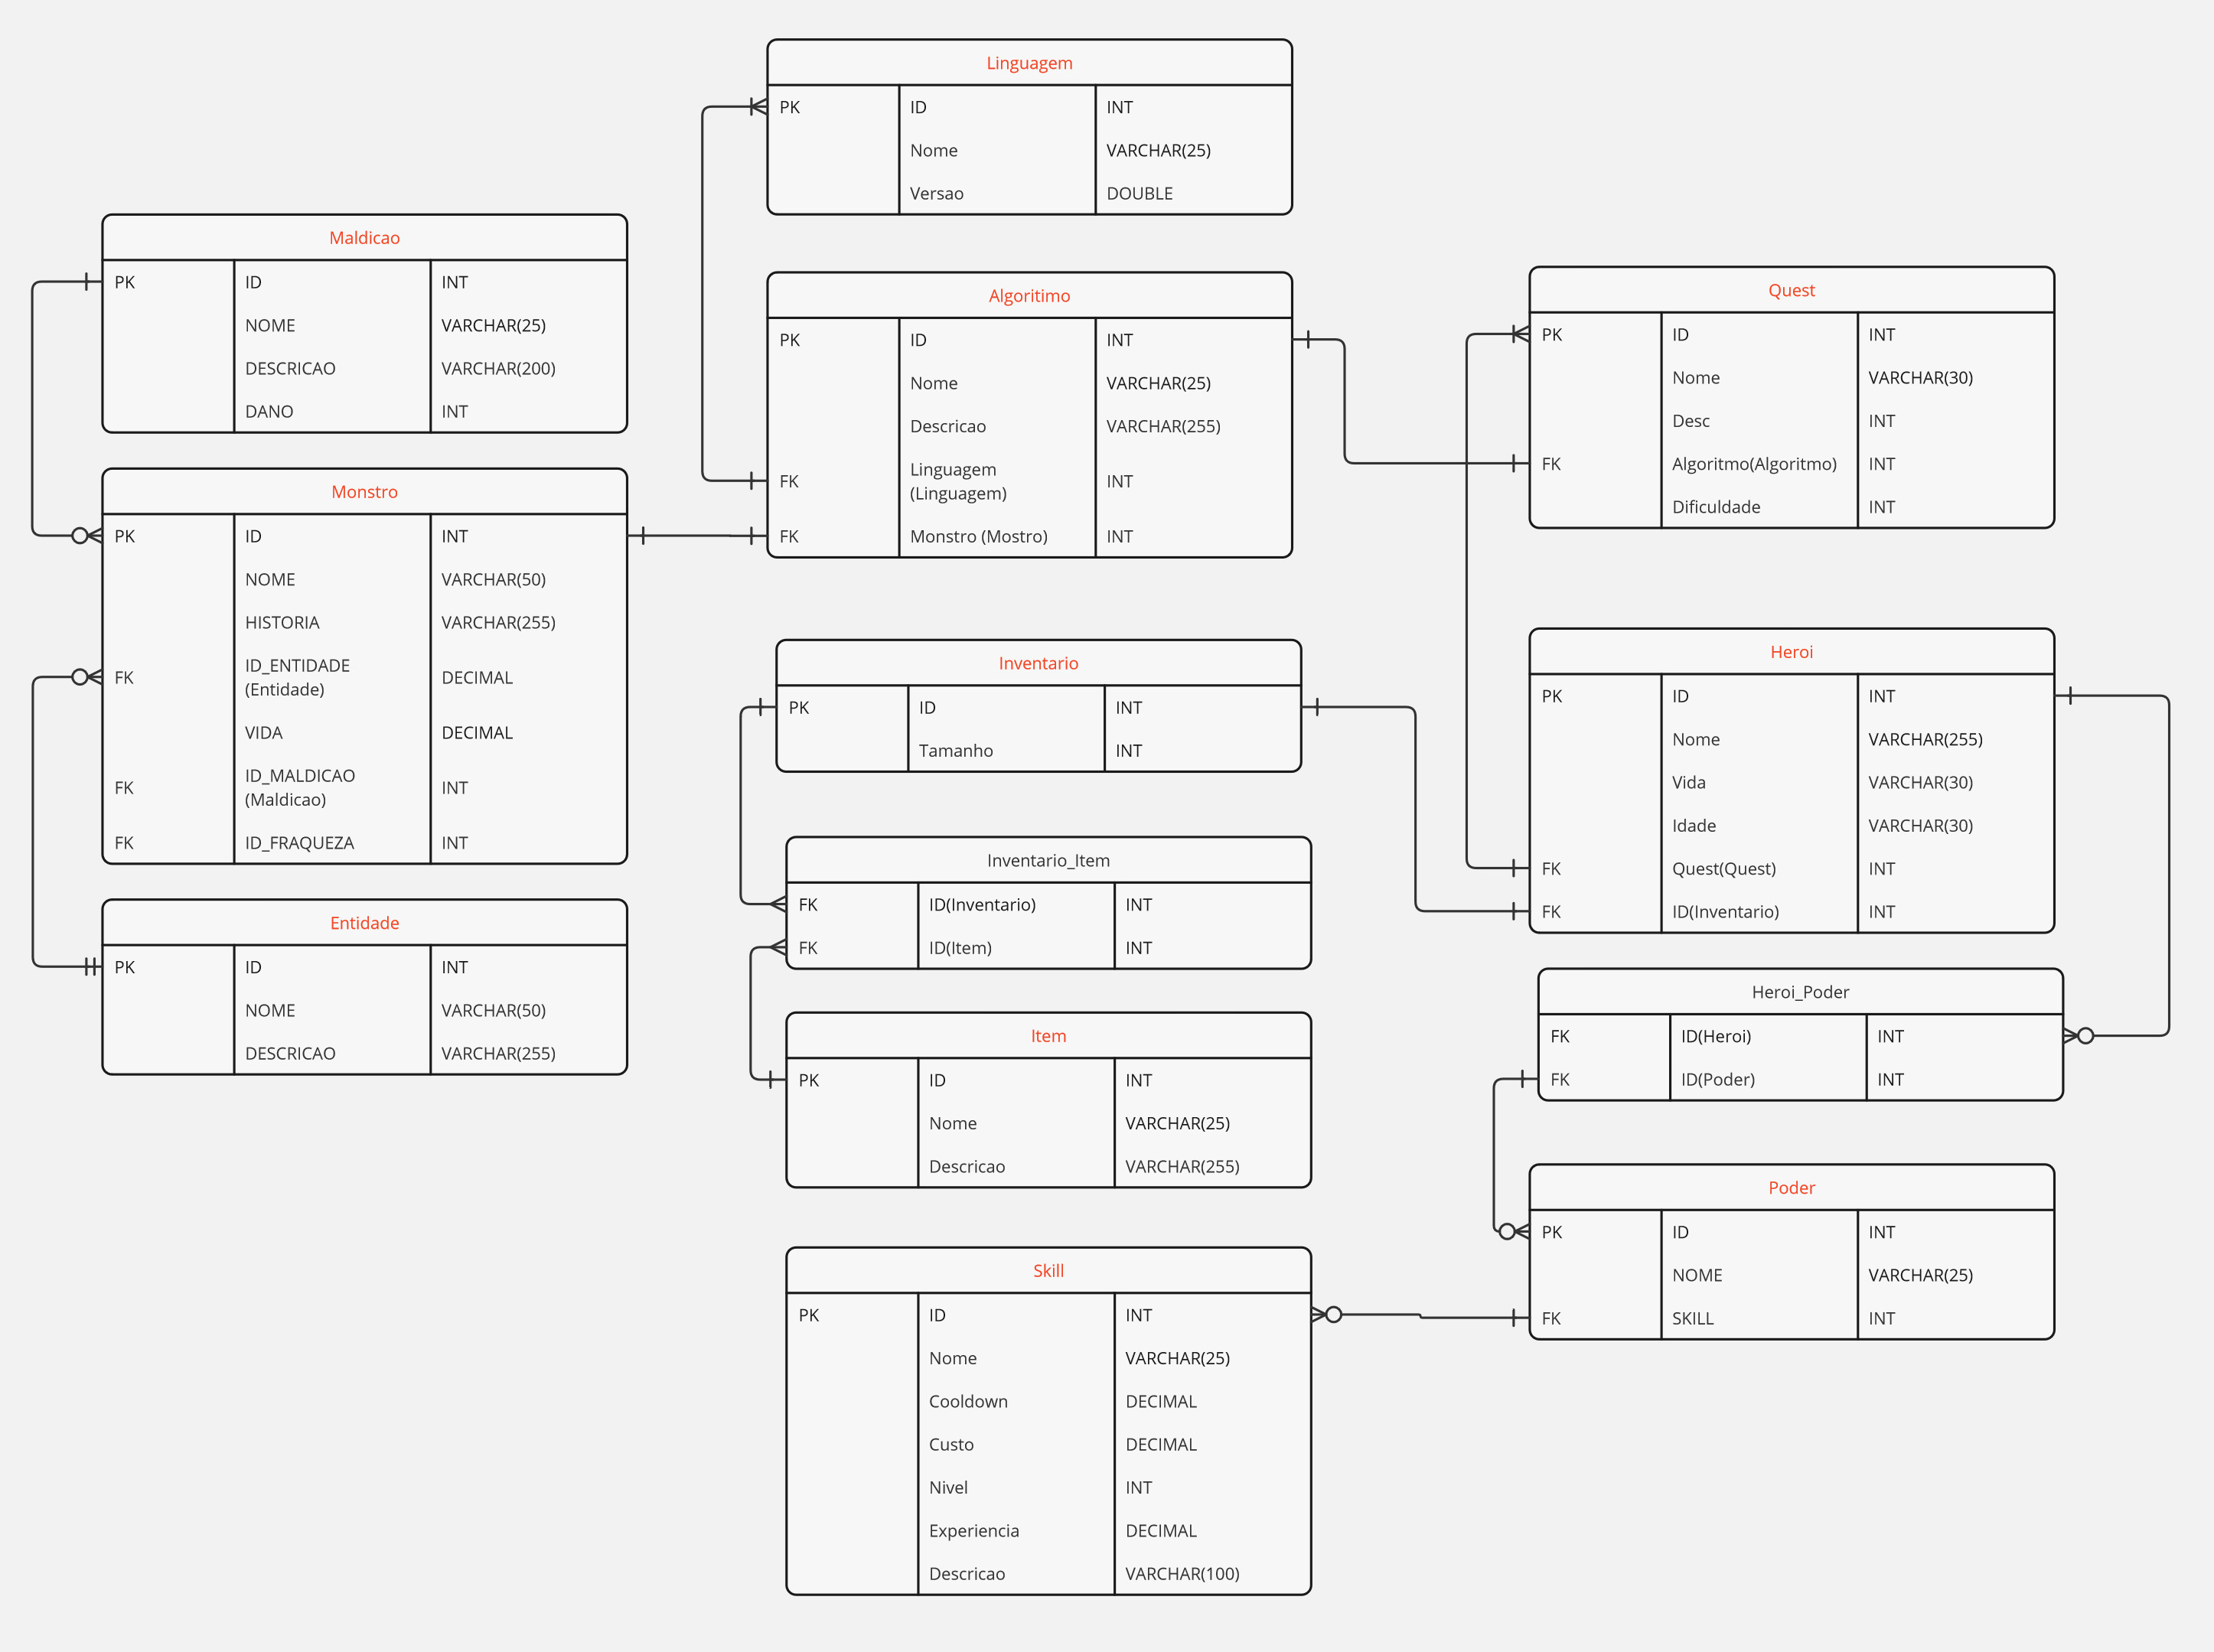 Linguagem
PK ID INT
Nome VARCHAR(25)
Versao DOUBLE
Maldicao
PK ID INT
NOME VARCHAR(25)
DESCRICAO VARCHAR(200)
DANO INT
Algoritimo
PK ID INT
Nome VARCHAR(25)
Descricao VARCHAR(255)
Linguagem
(Linguagem)
FK INT
FK Monstro (Mostro) INT
Quest
PK ID INT
Nome VARCHAR(30)
Desc INT
FK Algoritmo(Algoritmo) INT
Dificuldade INT
Monstro
PK ID INT
NOME VARCHAR(50)
HISTORIA VARCHAR(255)
ID_ENTIDADE
(Entidade)
FK DECIMAL
VIDA DECIMAL
ID_MALDICAO
(Maldicao)
FK INT
FK ID_FRAQUEZA INT
Inventario
PK ID INT
Tamanho INT
Heroi
PK ID INT
Nome VARCHAR(255)
Vida VARCHAR(30)
Idade VARCHAR(30)
FK Quest(Quest) INT
FK ID(Inventario) INT
Inventario_Item
FK ID(Inventario) INT
FK ID(Item) INT
Entidade
PK ID INT
NOME VARCHAR(50)
DESCRICAO VARCHAR(255)
Heroi_Poder
FK ID(Heroi) INT
FK ID(Poder) INT
Item
PK ID INT
Nome VARCHAR(25)
Descricao VARCHAR(255)
Poder
PK ID INT
NOME VARCHAR(25)
FK SKILL INT
Skill
PK ID INT
Nome VARCHAR(25)
Cooldown DECIMAL
Custo DECIMAL
Nivel INT
Experiencia DECIMAL
Descricao VARCHAR(100)